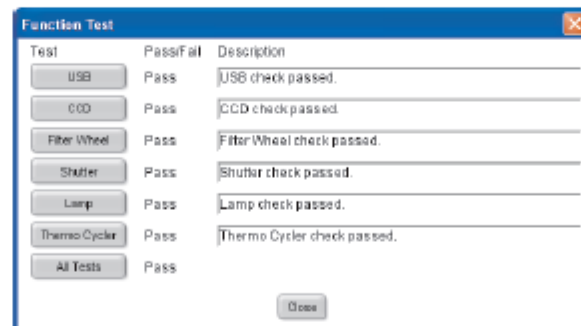 Function Test
Test Pass/Fail Description
USB Pass USB check passed.
CCD Pass CCD check passed.
Filter Wheel Pass Filter Wheel check passed.
Shutter Pass Shutter check passed.
Lamp Pass Lamp check passed.
Thermo Cycler Pass Thermo Cycler check passed.
All Tests Pass
Close